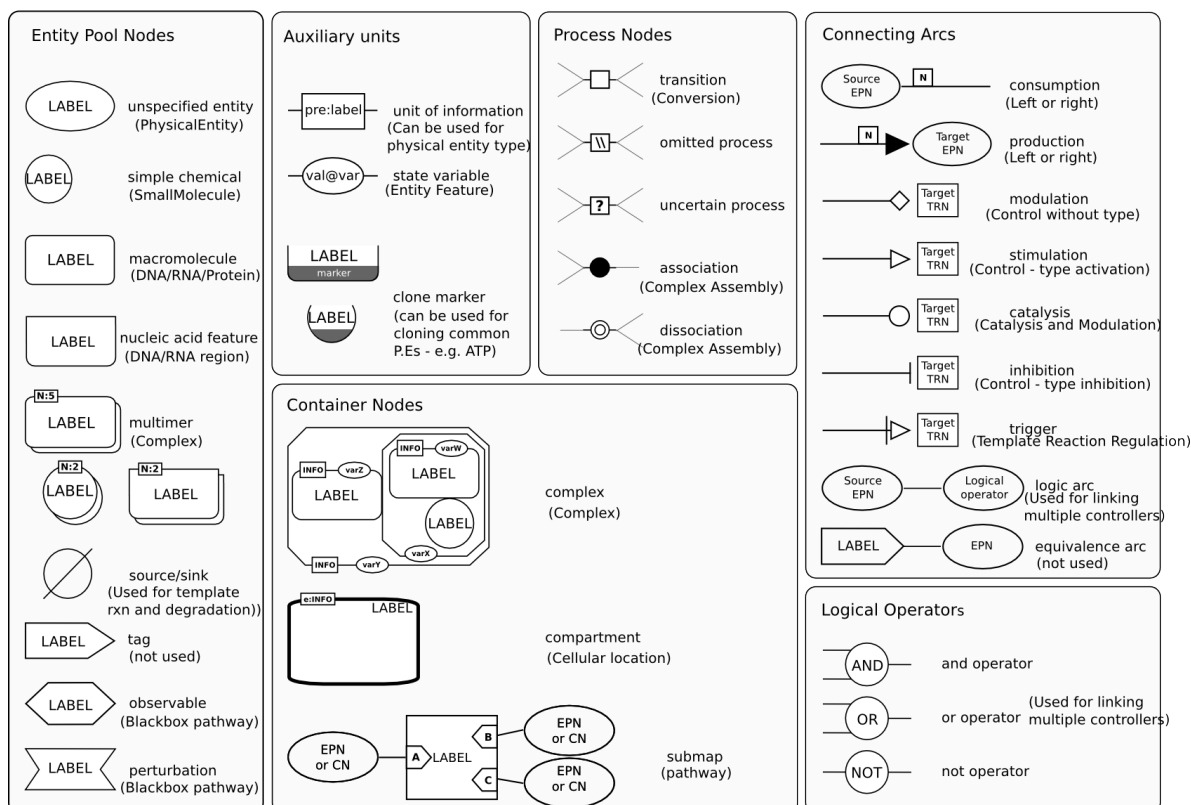 Entity Pool Nodes
LABEL
unspecified entity
(PhysicalEntity)
LABEL
simple chemical
(SmallMolecule)
LABEL
macromolecule
(DNA/RNA/Protein)
LABEL
nucleic acid feature
(DNA/RNA region)
N:5
LABEL
multimer
(Complex)
N:2
LABEL
N:2
LABEL
source/sink
(Used for template
rxn and degradation))
LABEL
tag
(not used)
LABEL
observable
(Blackbox pathway)
LABEL
perturbation
(Blackbox pathway)
Auxiliary units
pre:label
unit of information
(Can be used for
physical entity type)
val@var
state variable
(Entity Feature)
LABEL
marker
LABEL
clone marker
(can be used for
cloning common
P.Es - e.g. ATP)
Process Nodes
transition
(Conversion)
\\
omitted process
?
uncertain process
association
(Complex Assembly)
dissociation
(Complex Assembly)
Container Nodes
INFO
varZ
LABEL
INFO
varW
LABEL
LABEL
varX
INFO
varY
complex
(Complex)
e:INFO
LABEL
compartment
(Cellular location)
EPN
or CN
A
LABEL
B
C
EPN
or CN
EPN
or CN
submap
(pathway)
Connecting Arcs
Source
EPN
N
consumption
(Left or right)
N
Target
EPN
production
(Left or right)
Target
TRN
modulation
(Control without type)
Target
TRN
stimulation
(Control - type activation)
Target
TRN
catalysis
(Catalysis and Modulation)
Target
TRN
inhibition
(Control - type inhibition)
Target
TRN
trigger
(Template Reaction Regulation)
Source
EPN
Logical
operator
logic arc
(Used for linking
multiple controllers)
LABEL
EPN
equivalence arc
(not used)
Logical Operators
AND
and operator
OR
or operator
(Used for linking
multiple controllers)
NOT
not operator